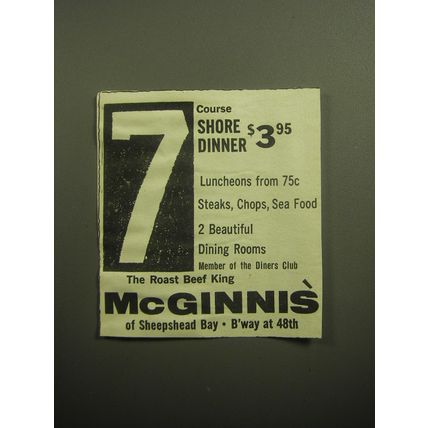 7
Course
SHORE
DINNER $3.95
Luncheons from 75c
Steaks, Chops, Sea Food
2 Beautiful
Dining Rooms
Member of the Diners Club
The Roast Beef King
McGINNIS
of Sheepshead Bay • B'way at 48th